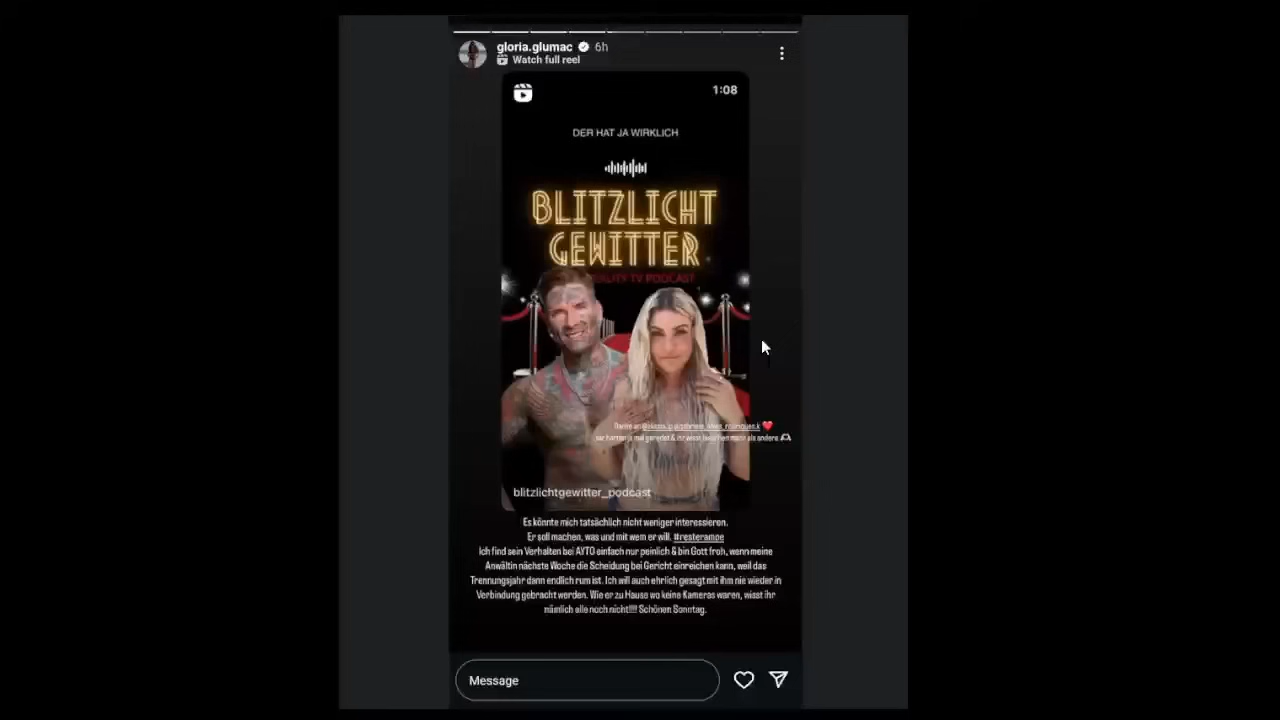 gloria.glumac 6h
Watch full reel
1:08
DER HAT JA WIRKLICH
BLITZLICHT
GEWITTER
REALITY TV PODCAST
blitzlichtgewitter_podcast
Es könnte mich tatsächlich nicht weniger interessieren.
Er soll machen, was und mit wem er will. #resterampe
Ich find sein Verhalten bei AYTO einfach nur peinlich & bin Gott froh, wenn meine
Anwältin nächste Woche die Scheidung bei Gericht einreichen kann, weil das
Trennungsjahr dann endlich rum ist. Ich will auch ehrlich gesagt mit ihm nie wieder in
Verbindung gebracht werden. Wie er zu Hause wo keine Kameras waren, wisst ihr
nämlich alle noch nicht!!!! Schönen Sonntag.
Message